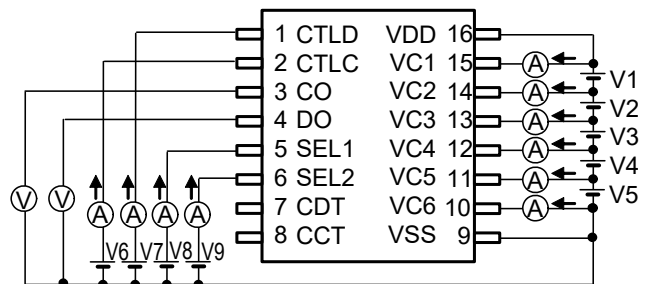 1 CTLD VDD 16
2 CTLC VC1 15 A V1
3 CO VC2 14 A V2
4 DO VC3 13 A V3
5 SEL1 VC4 12 A V4
6 SEL2 VC5 11 A V5
V V A A A A 7 CDT VC6 10 A
V6 V7 V8 V9 8 CCT VSS 9